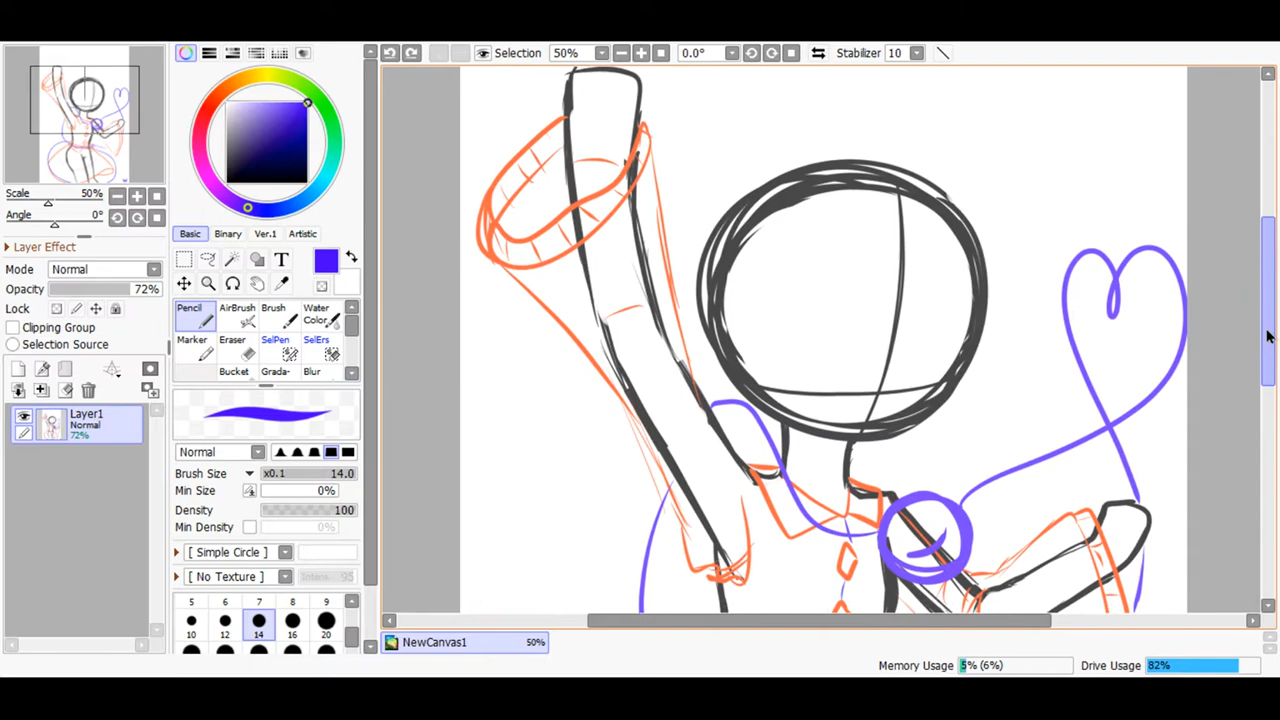 Selection 50% 0.0° Stabilizer 10
Scale 50%
Angle 0°
Layer Effect
Mode Normal
Opacity 72%
Lock
Clipping Group
Selection Source
Layer1
Normal
72%
Basic Binary Ver.1 Artistic
T
Pencil AirBrush Brush Water Color
Marker Eraser SelPen SelErs
Bucket Grada- Blur
Normal
Brush Size x0.1 14.0
Min Size 0%
Density 100
Min Density 0%
[ Simple Circle ]
[ No Texture ] Intens. 95
5 6 7 8 9
10 12 14 16 20
NewCanvas1 50%
Memory Usage 5% (6%) Drive Usage 82%